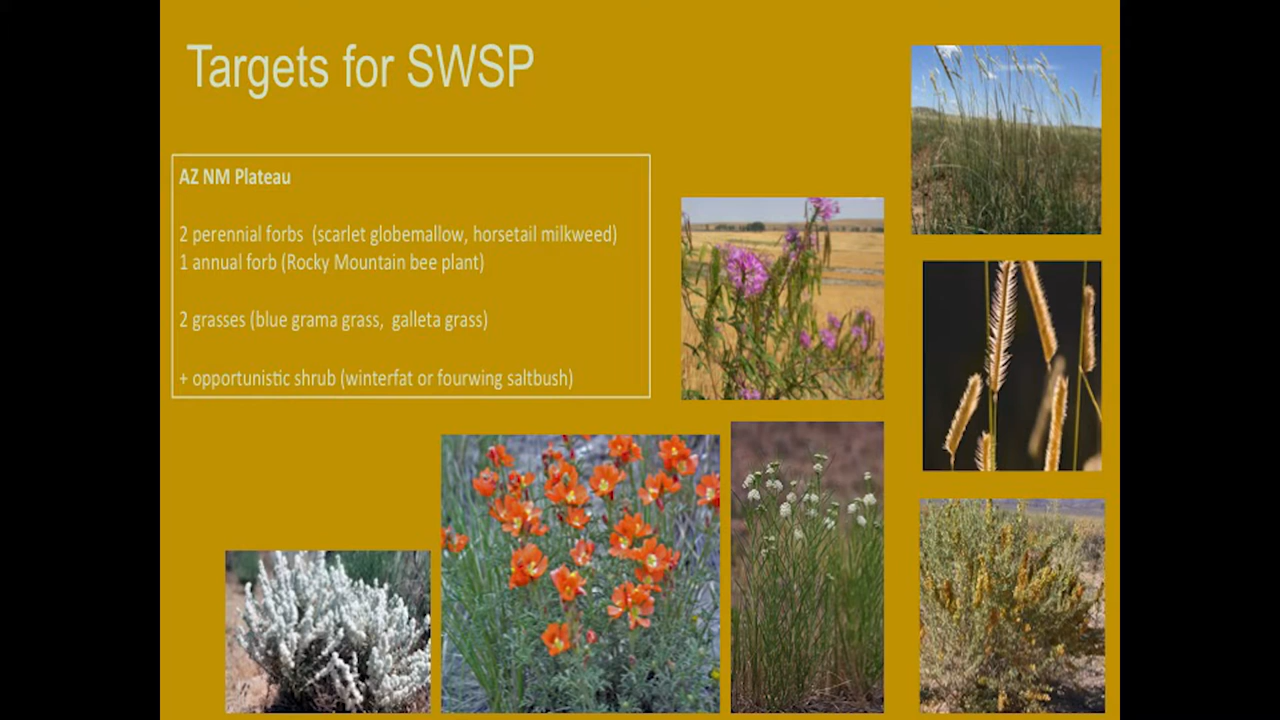 Targets for SWSP
AZ NM Plateau
2 perennial forbs (scarlet globemallow, horsetail milkweed)
1 annual forb (Rocky Mountain bee plant)
2 grasses (blue grama grass, galleta grass)
+ opportunistic shrub (winterfat or fourwing saltbush)